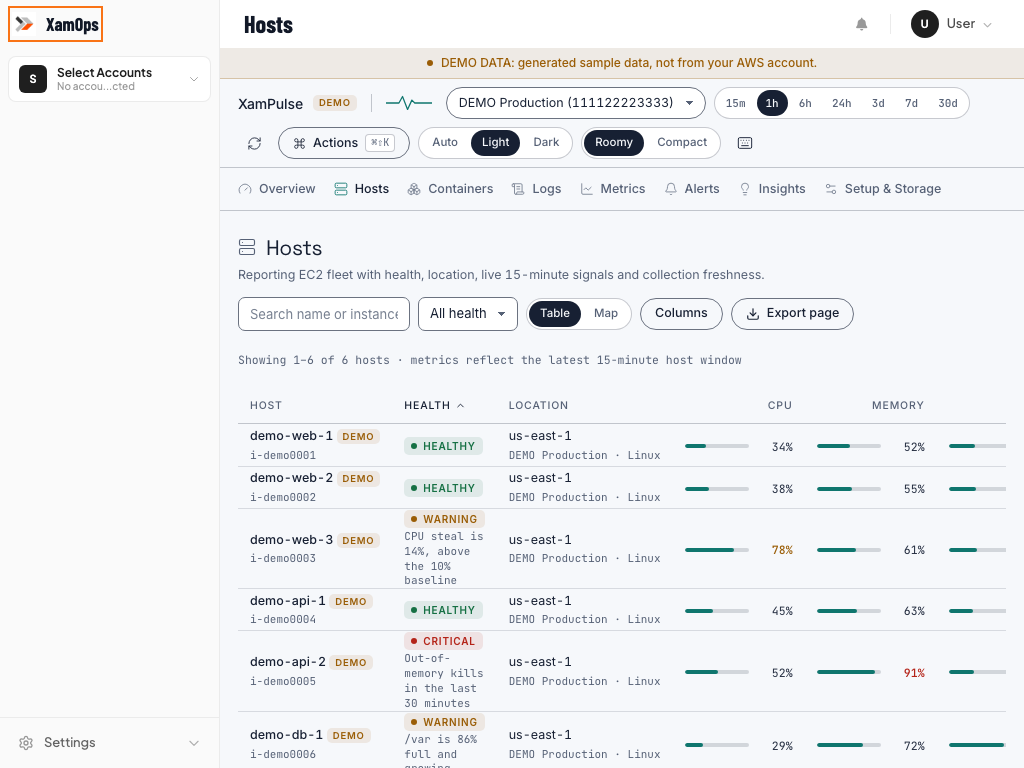 XamOps
Hosts
U User
S Select Accounts
No accou...cted
DEMO DATA: generated sample data, not from your AWS account.
XamPulse DEMO DEMO Production (111122223333) 15m 1h 6h 24h 3d 7d 30d
Actions ⌘⇧K Auto Light Dark Roomy Compact
Overview Hosts Containers Logs Metrics Alerts Insights Setup & Storage
Hosts
Reporting EC2 fleet with health, location, live 15-minute signals and collection freshness.
Search name or instance All health Table Map Columns Export page
Showing 1–6 of 6 hosts · metrics reflect the latest 15-minute host window
HOST HEALTH LOCATION CPU MEMORY
demo-web-1 DEMO HEALTHY us-east-1 34% 52%
i-demo0001 DEMO Production · Linux
demo-web-2 DEMO HEALTHY us-east-1 38% 55%
i-demo0002 DEMO Production · Linux
WARNING
CPU steal is
14%, above
the 10%
baseline
demo-web-3 DEMO us-east-1 78% 61%
i-demo0003 DEMO Production · Linux
demo-api-1 DEMO HEALTHY us-east-1 45% 63%
i-demo0004 DEMO Production · Linux
CRITICAL
Out-of-
memory kills
in the last
30 minutes
demo-api-2 DEMO us-east-1 52% 91%
i-demo0005 DEMO Production · Linux
WARNING
/var is 86%
full and
growing
demo-db-1 DEMO us-east-1 29% 72%
i-demo0006 DEMO Production · Linux
Settings